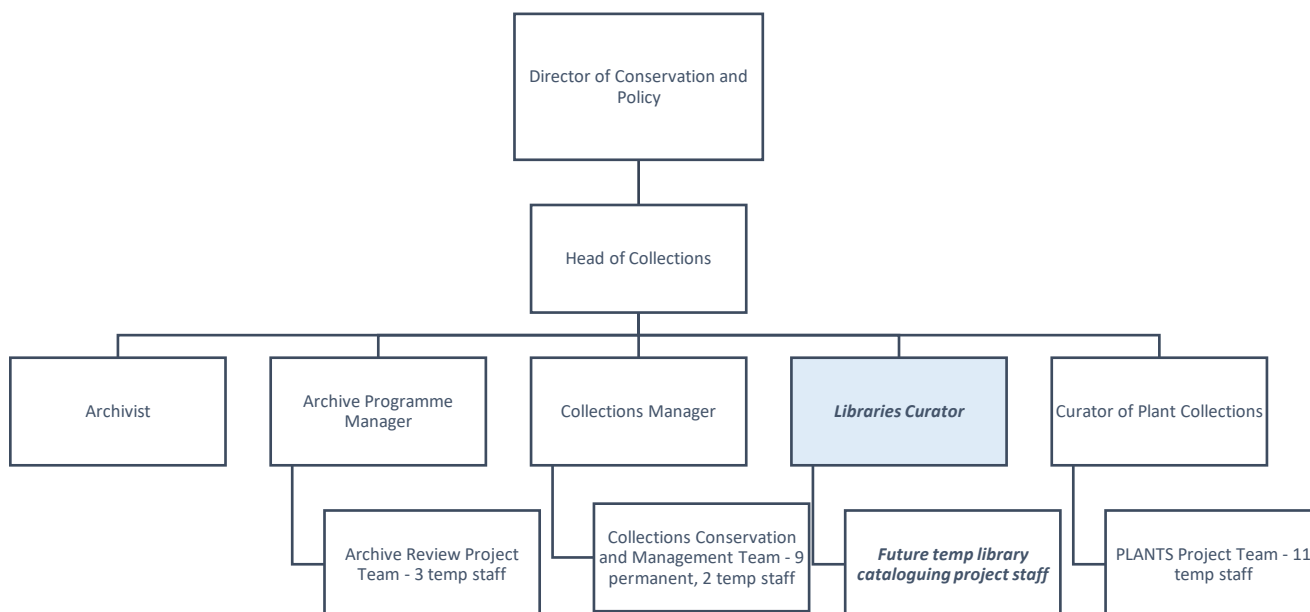 Director of Conservation and
Policy
Head of Collections
Archivist
Archive Programme
Manager
Collections Manager
Libraries Curator
Curator of Plant Collections
Archive Review Project
Team - 3 temp staff
Collections Conservation
and Management Team - 9
permanent, 2 temp staff
Future temp library
cataloguing project staff
PLANTS Project Team - 11
temp staff